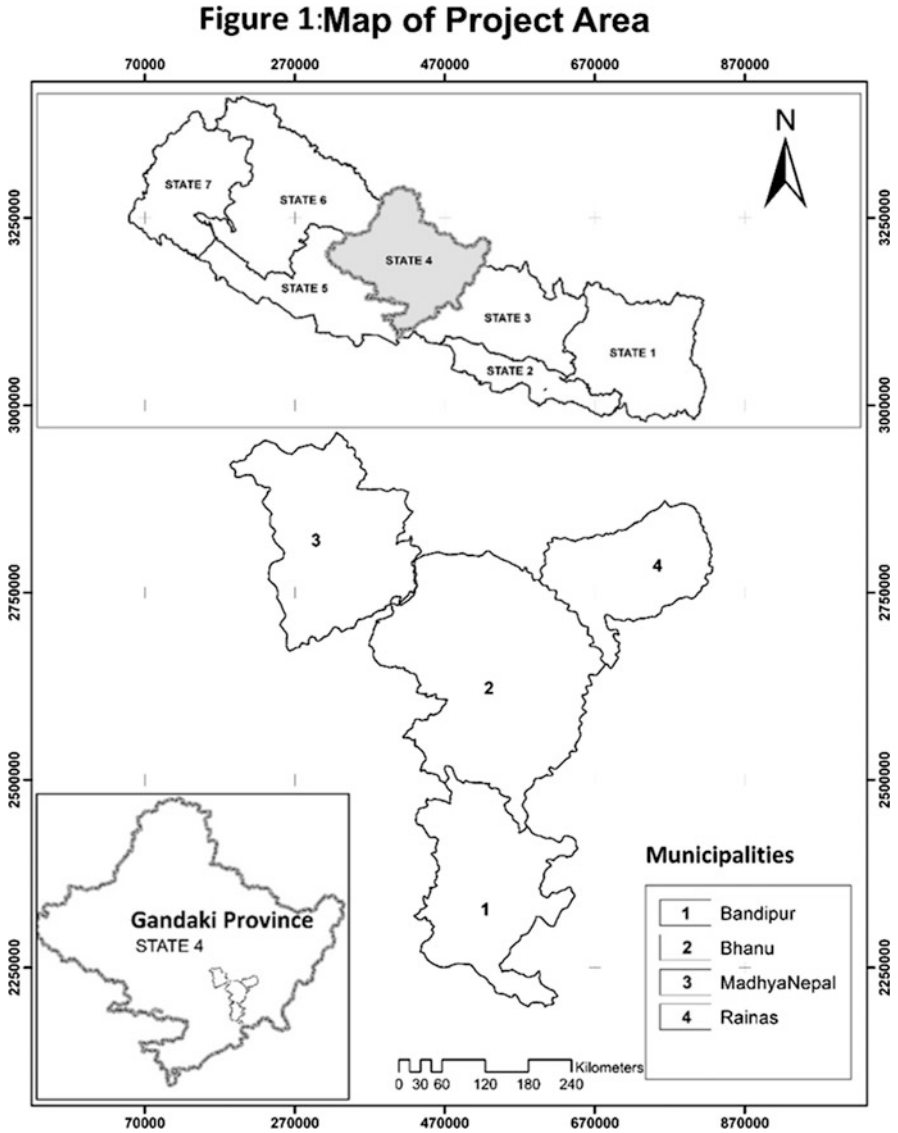 Figure 1:Map of Project Area
70000 270000 470000 670000 870000
N
STATE 7
STATE 6
STATE 4
STATE 5
STATE 3
STATE 1
STATE 2
3250000 3250000
3000000 3000000
3
4
2750000 2750000
2
2500000 2500000
Gandaki Province
STATE 4
1
Municipalities
1 Bandipur
2 Bhanu
3 MadhyaNepal
4 Rainas
2250000 2250000
Kilometers
0 30 60 120 180 240
70000 270000 470000 670000 870000